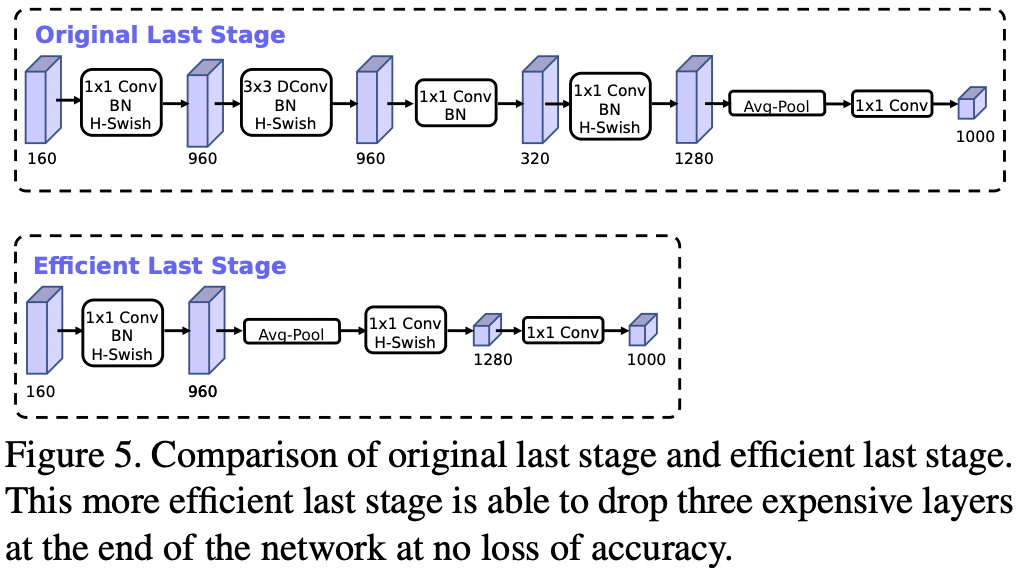 Original Last Stage
1x1 Conv
BN
H-Swish
3x3 DConv
BN
H-Swish
1x1 Conv
BN
1x1 Conv
BN
H-Swish
Avg-Pool
1x1 Conv
160
960
960
320
1280
1000
Efficient Last Stage
1x1 Conv
BN
H-Swish
Avg-Pool
1x1 Conv
H-Swish
1x1 Conv
160
960
1280
1000
Figure 5. Comparison of original last stage and efficient last stage.
This more efficient last stage is able to drop three expensive layers
at the end of the network at no loss of accuracy.